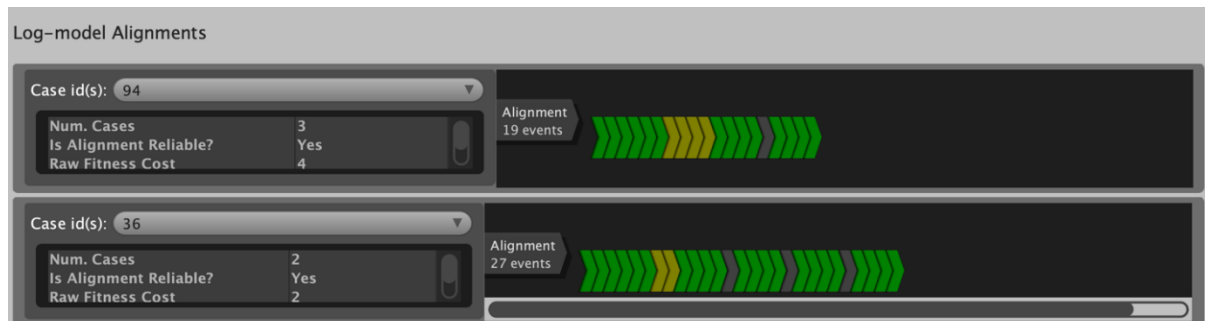 Log-model Alignments
Case id(s): 94
Num. Cases 3
Is Alignment Reliable? Yes
Raw Fitness Cost 4
Alignment
19 events
Case id(s): 36
Num. Cases 2
Is Alignment Reliable? Yes
Raw Fitness Cost 2
Alignment
27 events